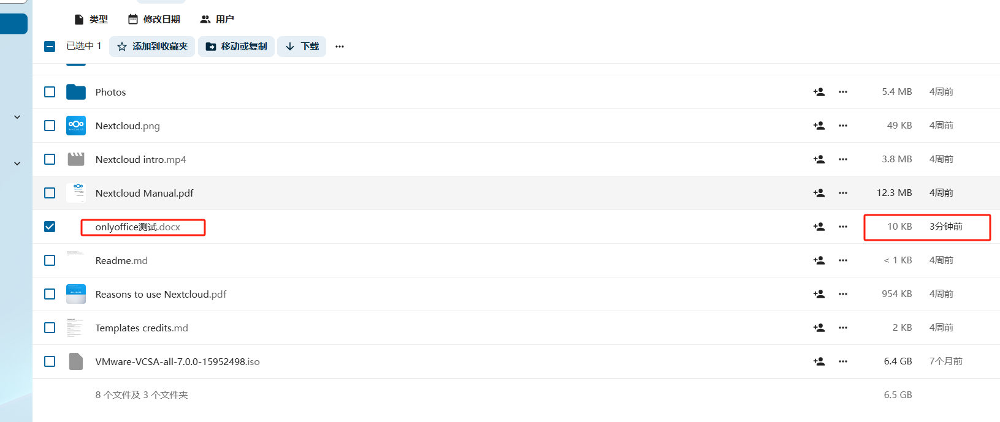 类型 修改日期 用户
已选中 1 添加到收藏夹 移动或复制 下载
Photos 5.4 MB 4周前
Nextcloud.png 49 KB 4周前
Nextcloud intro.mp4 3.8 MB 4周前
Nextcloud Manual.pdf 12.3 MB 4周前
onlyoffice测试.docx 10 KB 3分钟前
Readme.md < 1 KB 4周前
Reasons to use Nextcloud.pdf 954 KB 4周前
Templates credits.md 2 KB 4周前
VMware-VCSA-all-7.0.0-15952498.iso 6.4 GB 7个月前
8 个文件及 3 个文件夹 6.5 GB